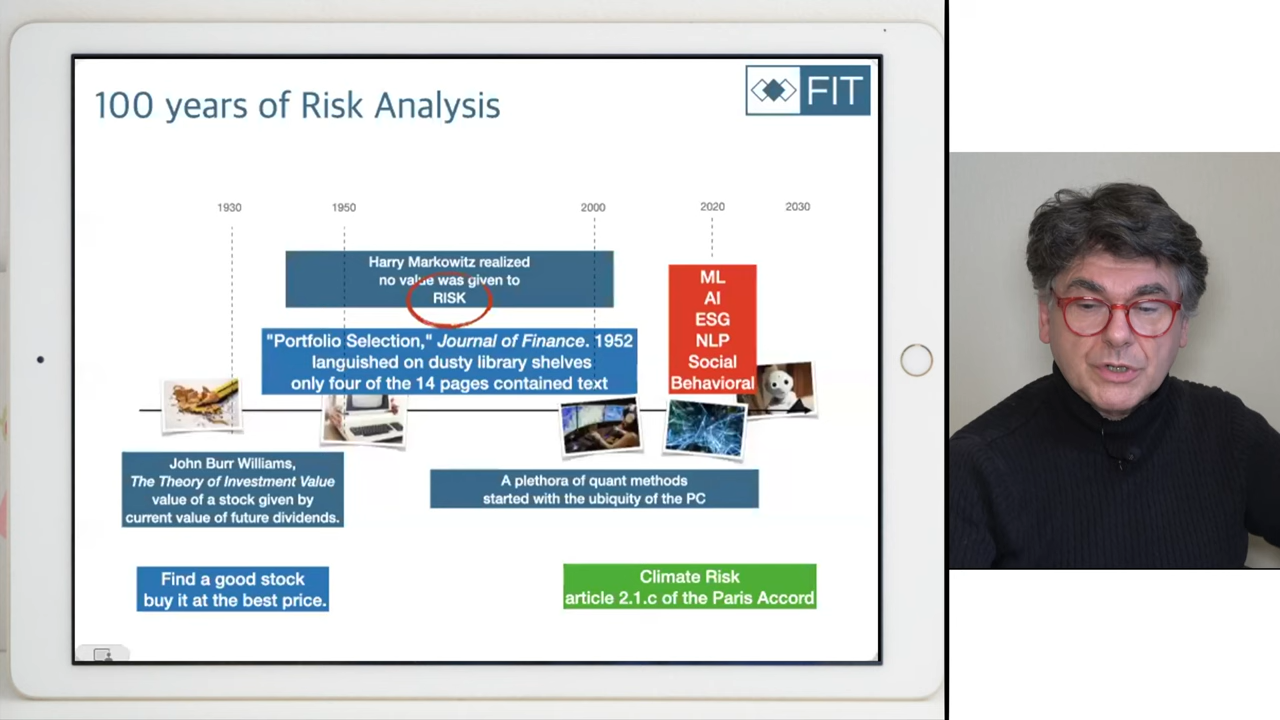 100 years of Risk Analysis
FIT
1930
1950
2000
2020
2030
Harry Markowitz realized
no value was given to
RISK
"Portfolio Selection," Journal of Finance. 1952
languished on dusty library shelves
only four of the 14 pages contained text
ML
AI
ESG
NLP
Social
Behavioral
John Burr Williams,
The Theory of Investment Value
value of a stock given by
current value of future dividends.
A plethora of quant methods
started with the ubiquity of the PC
Find a good stock
buy it at the best price.
Climate Risk
article 2.1.c of the Paris Accord